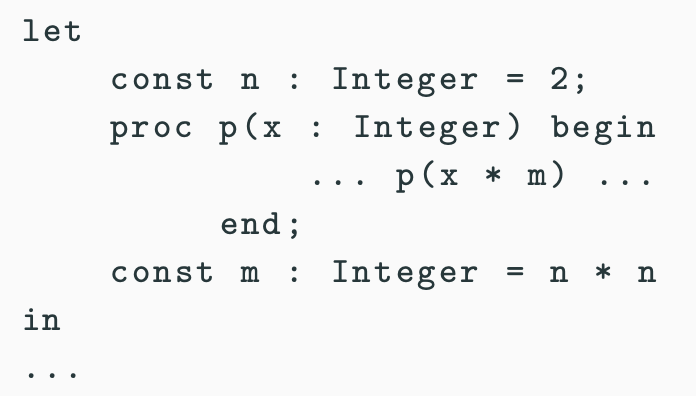 let
    const n : Integer = 2;
    proc p(x : Integer) begin
             ... p(x * m) ...
         end;
    const m : Integer = n * n
in
...